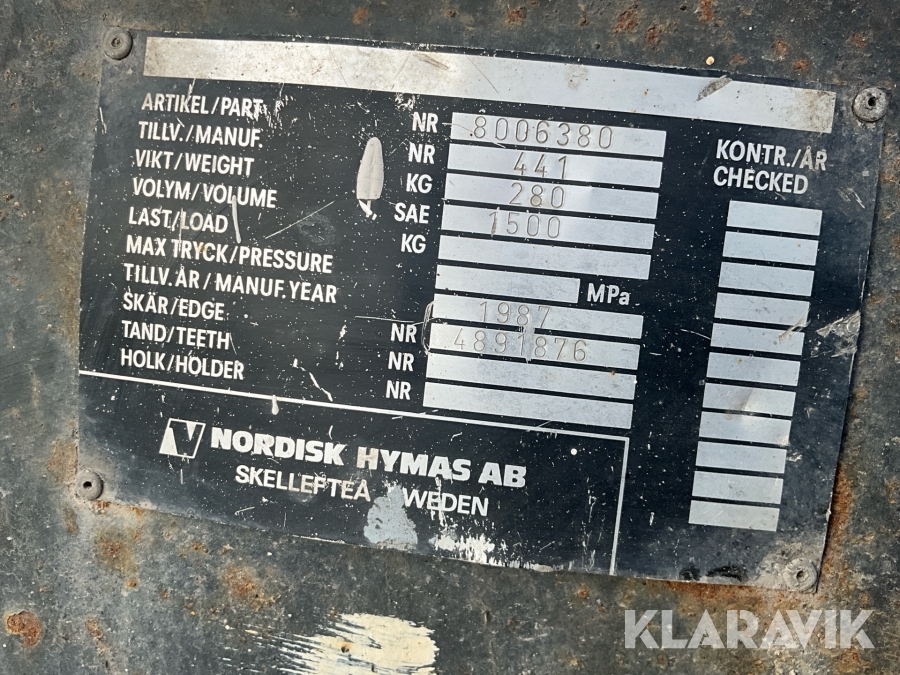 ARTIKEL/PART NR 8006380
TILLV./MANUF. NR 441
VIKT/WEIGHT KG 280
VOLYM/VOLUME SAE 1500
LAST/LOAD KG
MAX TRYCK/PRESSURE MPa
TILLV.ÅR/MANUF.YEAR 1987
SKÄR/EDGE NR 4891876
TAND/TEETH NR
HOLK/HOLDER NR
KONTR./ÅR
CHECKED
NORDISK HYMAS AB
SKELLEFTEÅ WEDEN
KLARAVIK